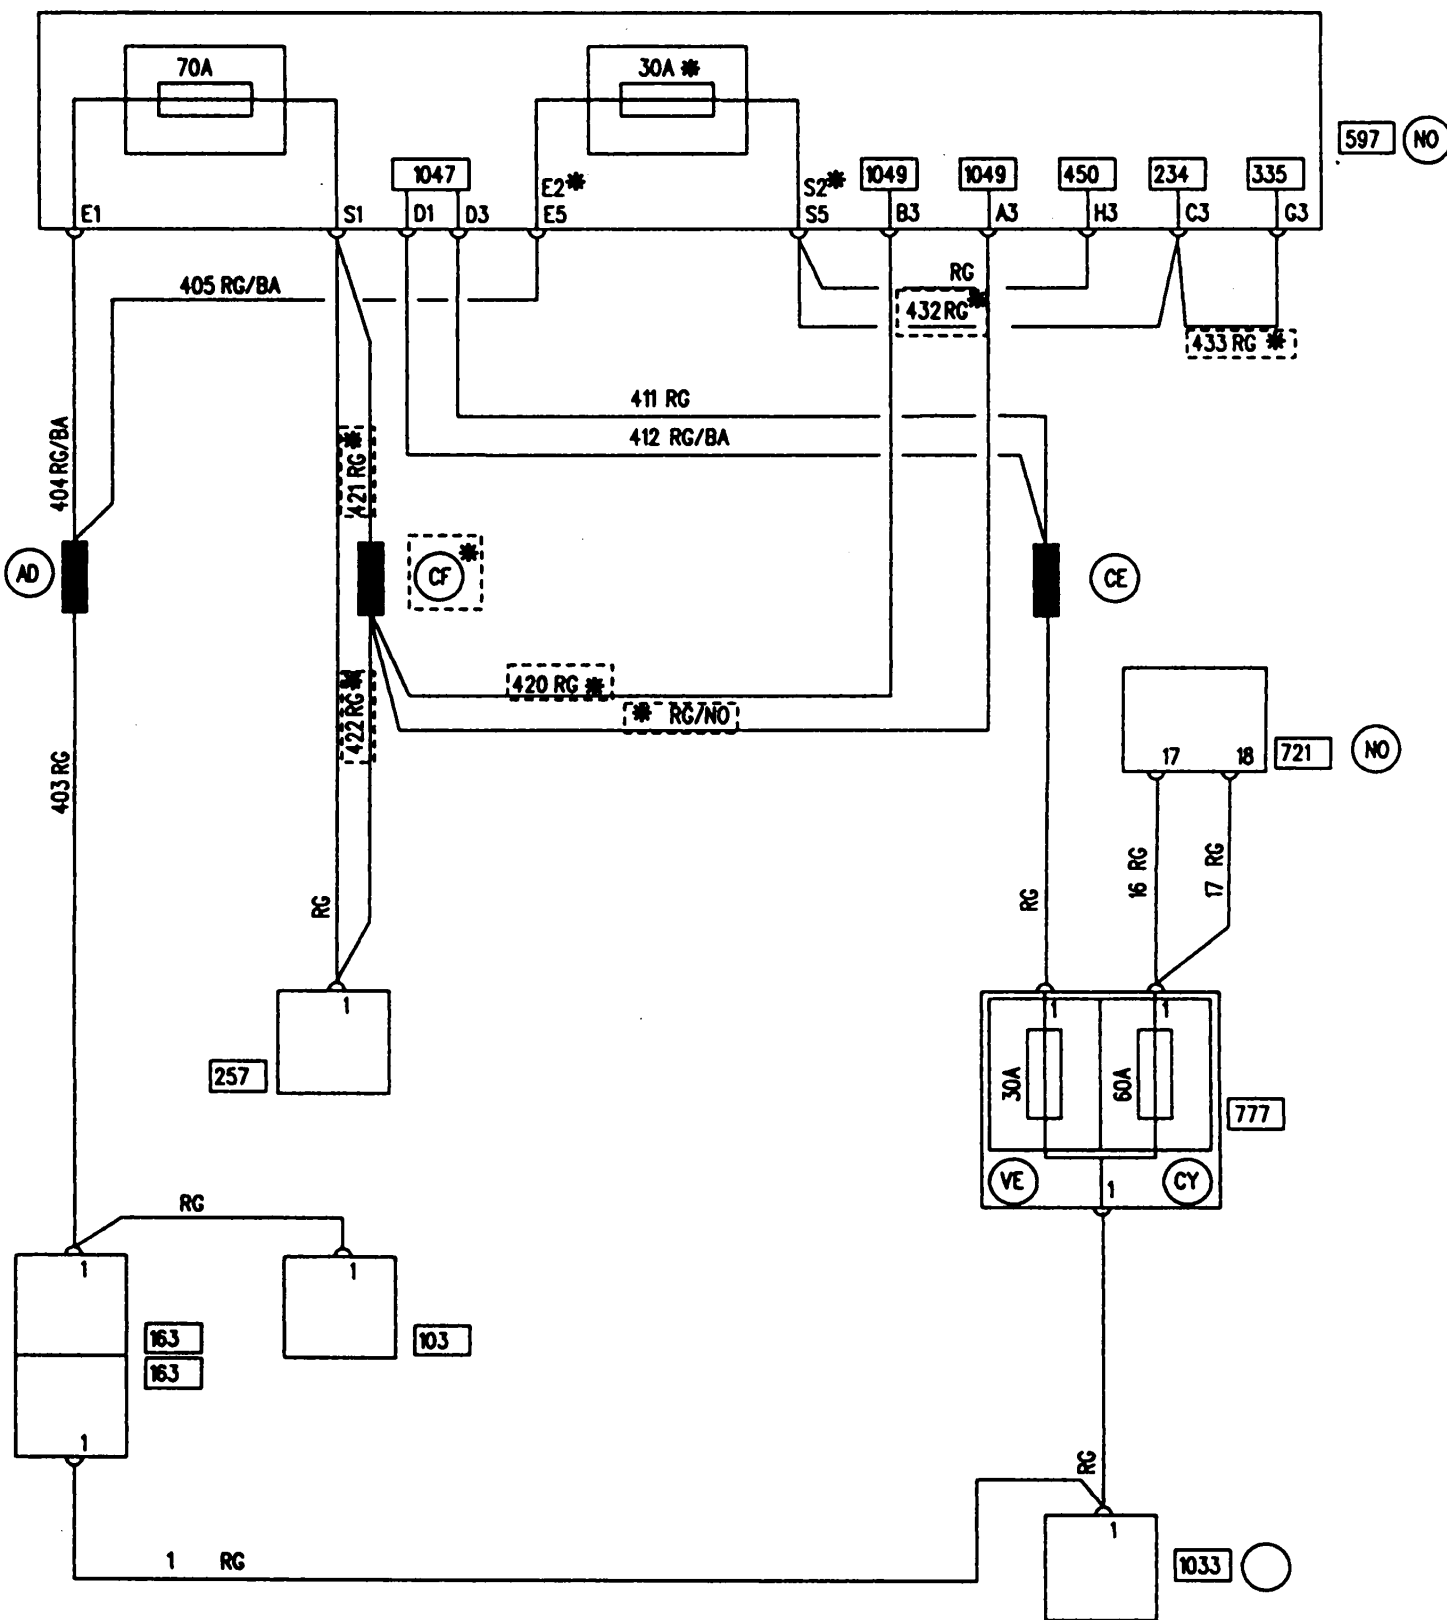 70A
30A *
597 NO
1047
1049
1049
450
234
335
E2*
S2*
E1
S1
D1
D3
E5
S5
B3
A3
H3
C3
G3
405 RG/BA
RG
432 RG *
433 RG *
411 RG
412 RG/BA
404 RG/BA
421 RG *
AD
CF *
CE
420 RG *
* RG/NO
422 RG *
403 RG
17
18
721 NO
RG
RG
16 RG
17 RG
1
1
1
30A
60A
257
777
VE
CY
1
RG
1
1
163
163
103
1
RG
1
1 RG
1033